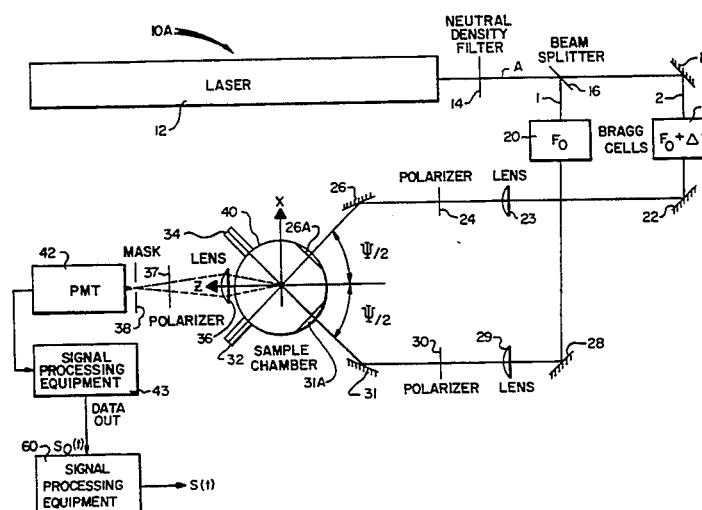 10A
NEUTRAL
DENSITY
FILTER
BEAM
SPLITTER
LASER
12
14
A
16
1
2
20
F₀
BRAGG
CELLS
F₀ + Δ
POLARIZER
LENS
26
24
23
22
X
40
34
26A
Ψ/2
42
MASK
37
LENS
PMT
Z
38
POLARIZER
36
32
SAMPLE
CHAMBER
31A
31
Ψ/2
30
29
28
POLARIZER
LENS
SIGNAL
PROCESSING
EQUIPMENT
43
DATA
OUT
60
S₀(t)
SIGNAL
PROCESSING
EQUIPMENT
S(t)